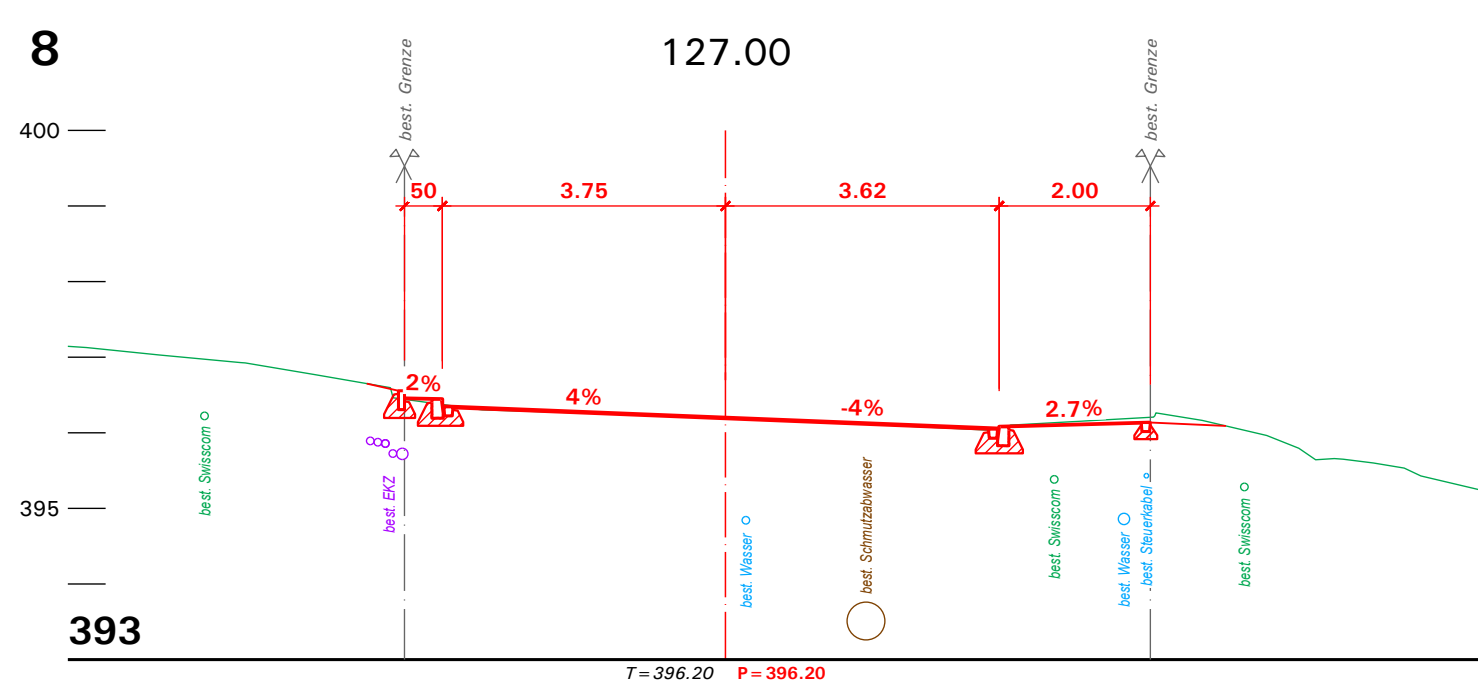 8
127.00
best. Grenze
best. Grenze
400
50
3.75
3.62
2.00
2%
4%
-4%
2.7%
best. Swisscom
best. EKZ
best. Wasser
best. Schmutzabwasser
best. Swisscom
best. Wasser
best. Steuerkabel
best. Swisscom
395
393
T=396.20 P=396.20